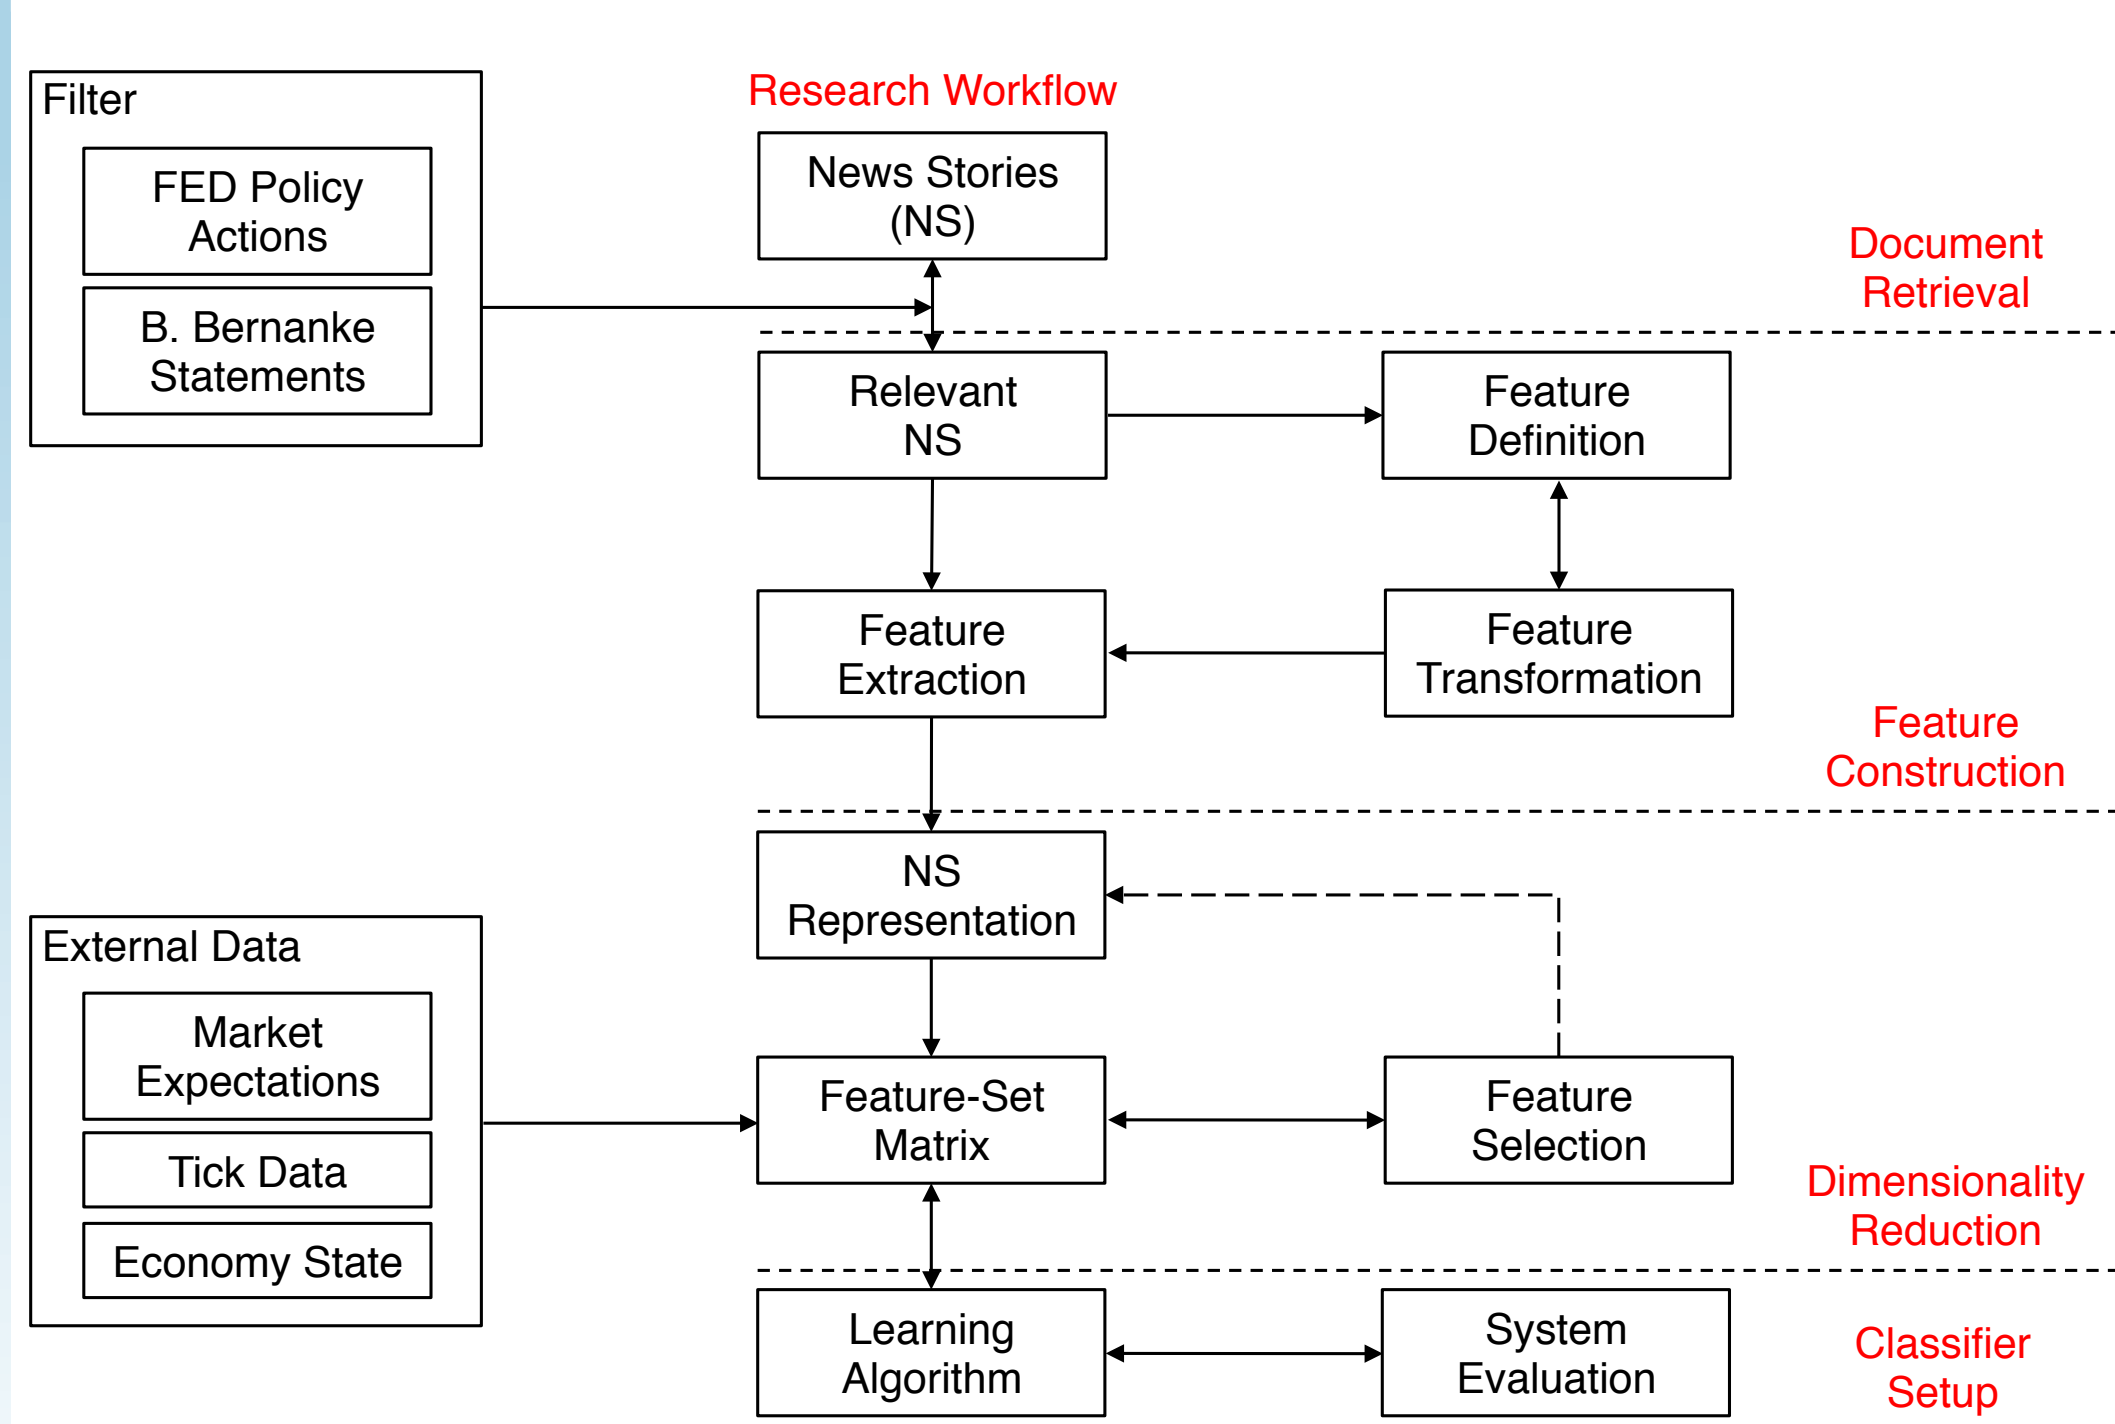 Research Workflow
Filter
FED Policy
Actions
B. Bernanke
Statements
News Stories
(NS)
Document
Retrieval
Relevant
NS
Feature
Definition
Feature
Extraction
Feature
Transformation
Feature
Construction
NS
Representation
External Data
Market
Expectations
Tick Data
Economy State
Feature-Set
Matrix
Feature
Selection
Dimensionality
Reduction
Learning
Algorithm
System
Evaluation
Classifier
Setup